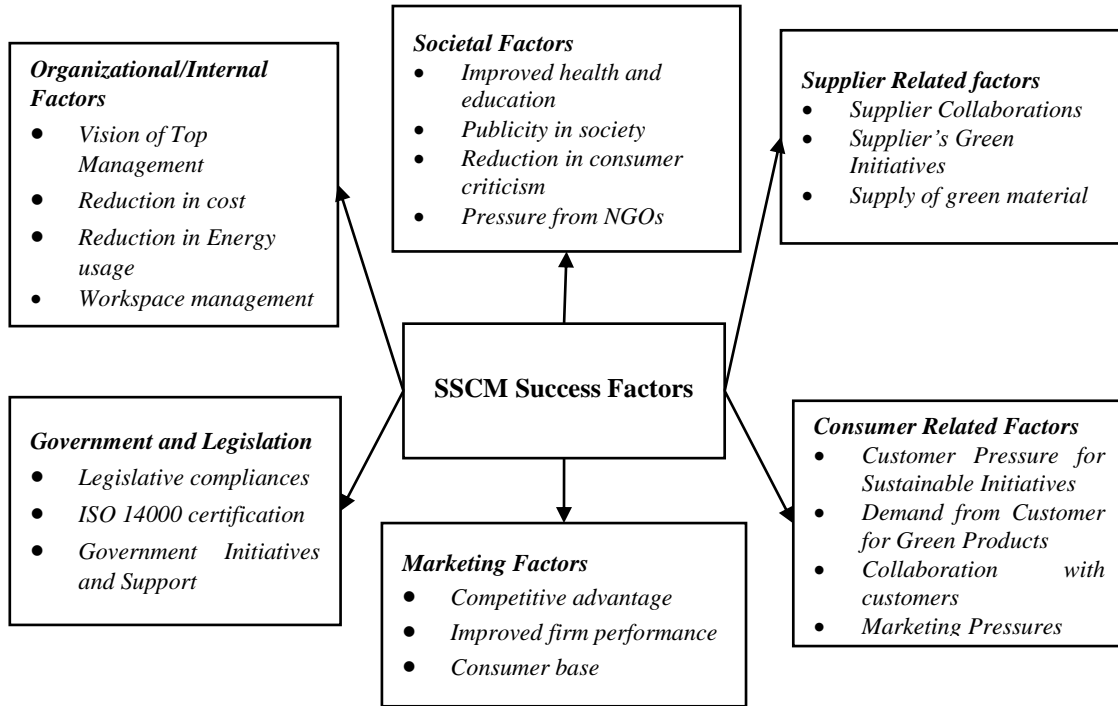 Organizational/Internal
Factors
● Vision of Top
Management
● Reduction in cost
● Reduction in Energy
usage
● Workspace management
Societal Factors
● Improved health and
education
● Publicity in society
● Reduction in consumer
criticism
● Pressure from NGOs
Supplier Related factors
● Supplier Collaborations
● Supplier’s Green
Initiatives
● Supply of green material
SSCM Success Factors
Government and Legislation
● Legislative compliances
● ISO 14000 certification
● Government Initiatives
and Support
Marketing Factors
● Competitive advantage
● Improved firm performance
● Consumer base
Consumer Related Factors
● Customer Pressure for
Sustainable Initiatives
● Demand from Customer
for Green Products
● Collaboration with
customers
● Marketing Pressures